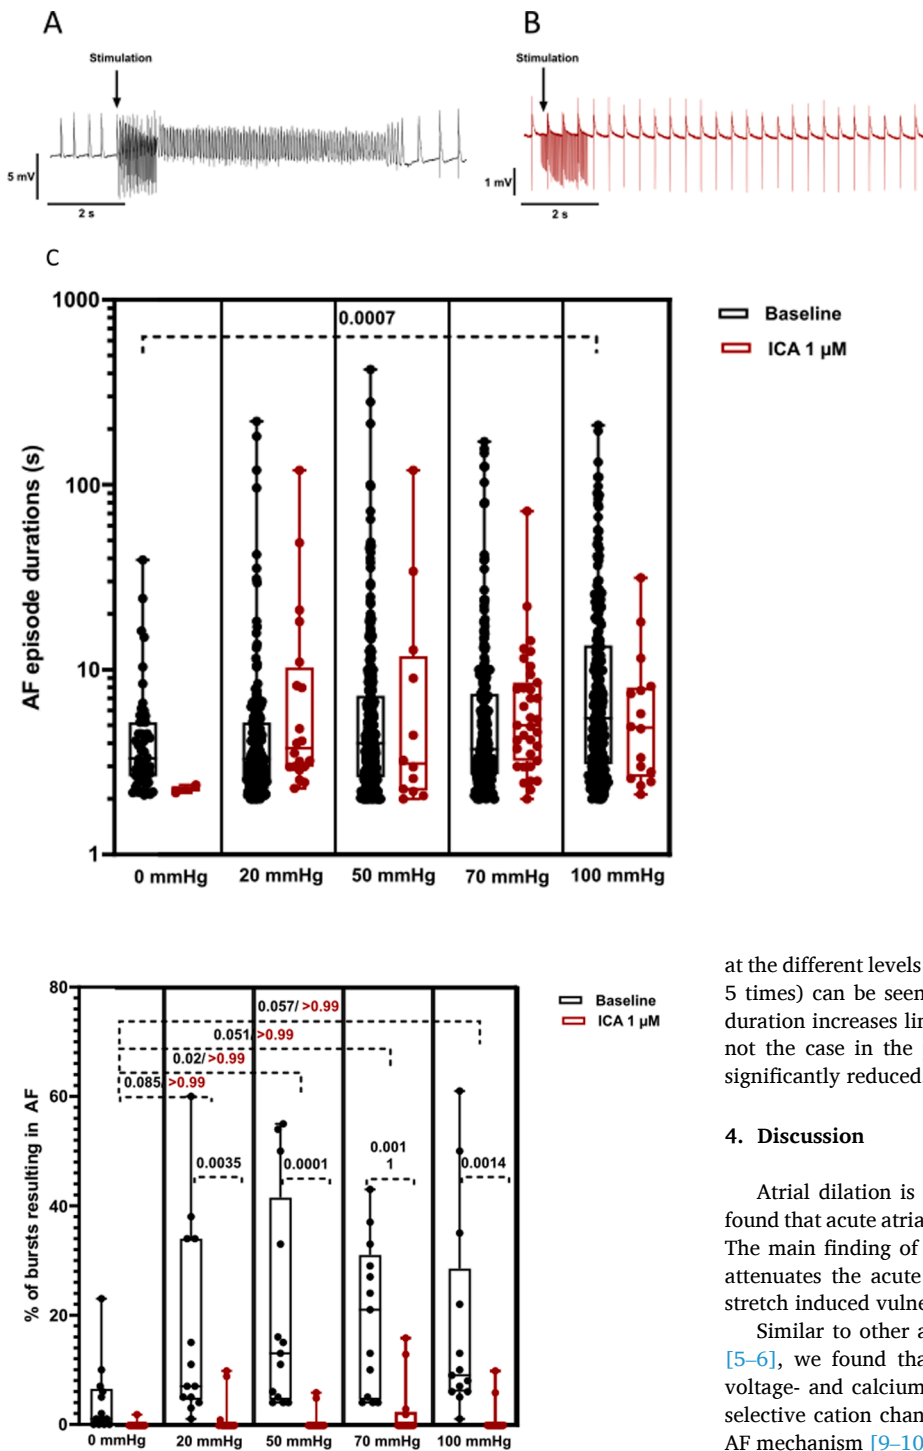 A
B
Stimulation
Stimulation
5 mV
2 s
1 mV
2 s
C
1000
100
10
1
AF episode durations (s)
0.0007
Baseline
ICA 1 µM
0 mmHg
20 mmHg
50 mmHg
70 mmHg
100 mmHg
80
60
40
20
0
% of bursts resulting in AF
0.057/ >0.99
0.051/ >0.99
0.02/ >0.99
0.085/ >0.99
0.0035
0.0001
0.001
1
0.0014
Baseline
ICA 1 µM
0 mmHg
20 mmHg
50 mmHg
70 mmHg
100 mmHg
at the different levels
5 times) can be seen
duration increases lin
not the case in the
significantly reduced
4. Discussion
Atrial dilation is
found that acute atria
The main finding of
attenuates the acute
stretch induced vulne
Similar to other a
[5–6], we found tha
voltage- and calcium
selective cation chan
AF mechanism [9–10